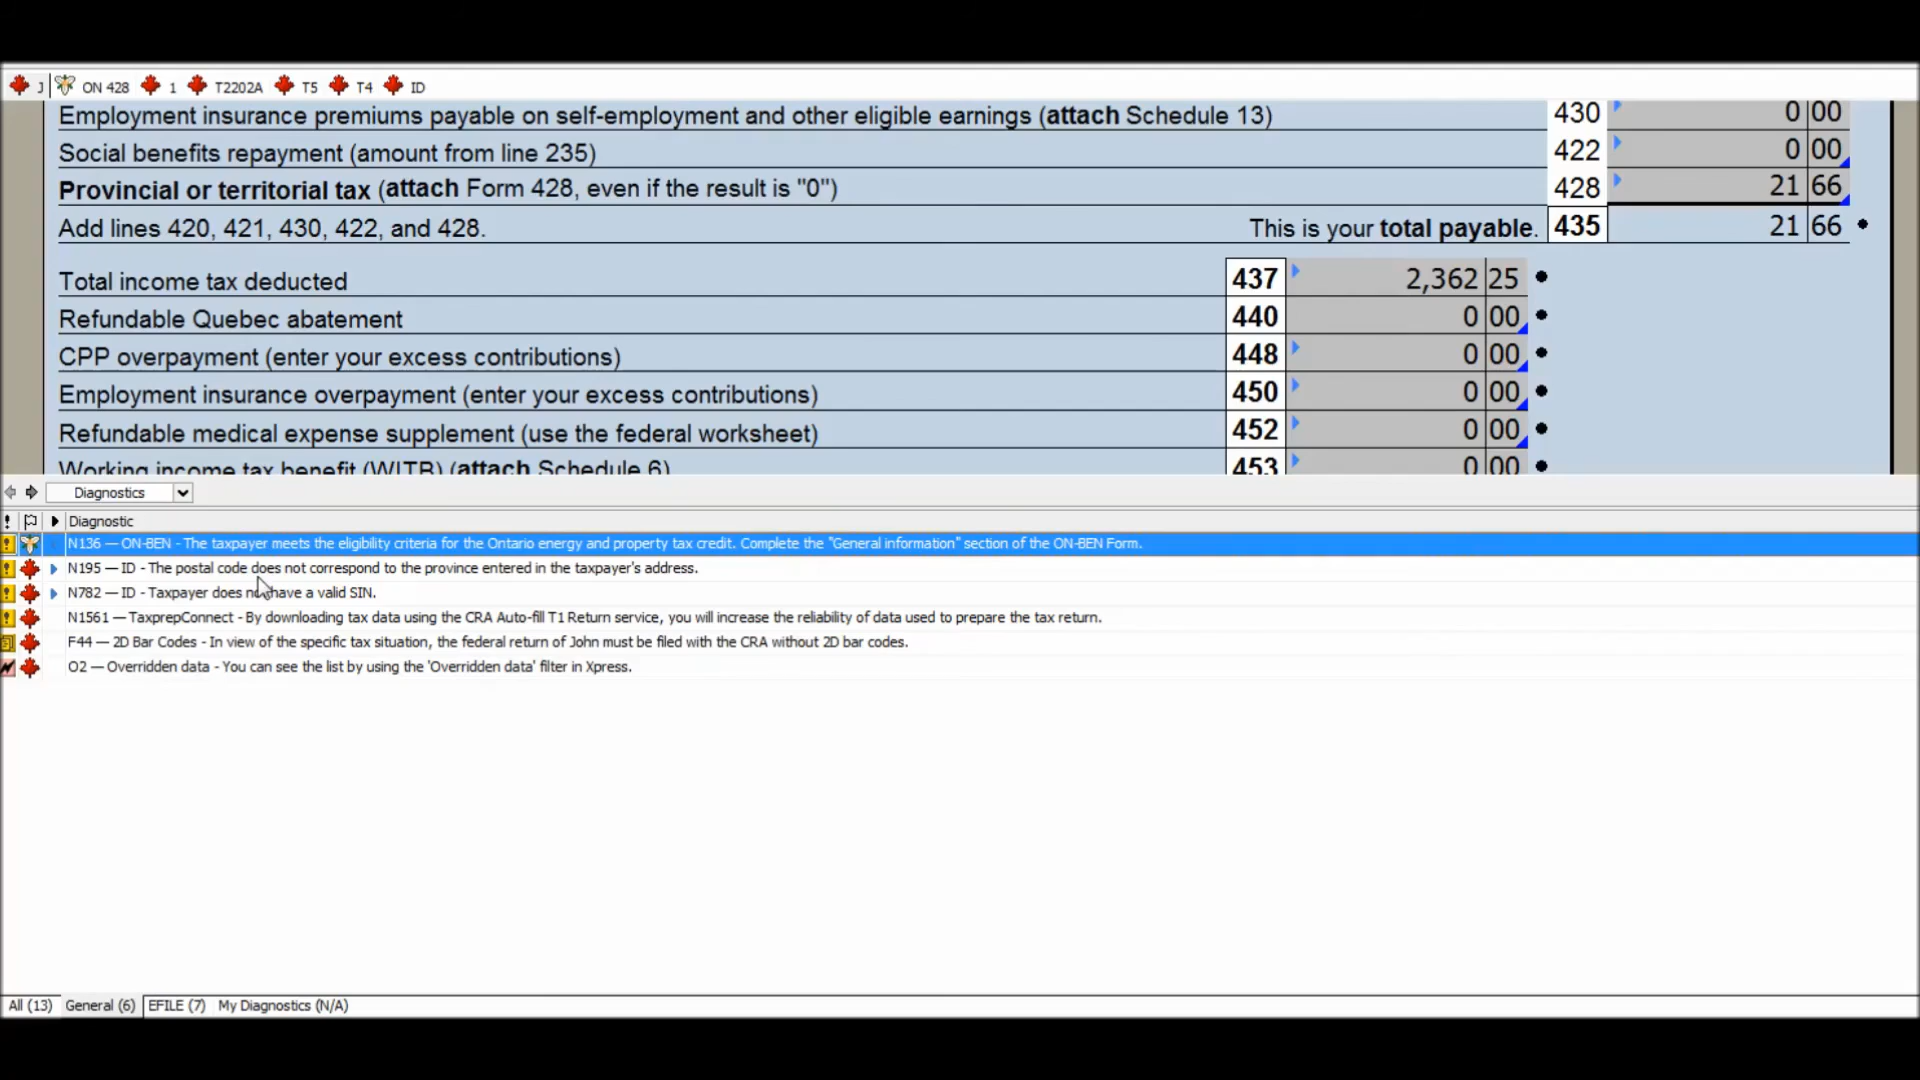 J ON 428 1 T2202A T5 T4 ID
Employment insurance premiums payable on self-employment and other eligible earnings (attach Schedule 13) 430 0 00
Social benefits repayment (amount from line 235) 422 0 00
Provincial or territorial tax (attach Form 428, even if the result is "0") 428 21 66
Add lines 420, 421, 430, 422, and 428. This is your total payable. 435 21 66 •
Total income tax deducted 437 2,362 25 •
Refundable Quebec abatement 440 0 00 •
CPP overpayment (enter your excess contributions) 448 0 00 •
Employment insurance overpayment (enter your excess contributions) 450 0 00 •
Refundable medical expense supplement (use the federal worksheet) 452 0 00 •
Working income tax benefit (WITB) (attach Schedule 6) 453 0 00 •
Diagnostics
Diagnostic
N136 — ON-BEN - The taxpayer meets the eligibility criteria for the Ontario energy and property tax credit. Complete the "General information" section of the ON-BEN Form.
N195 — ID - The postal code does not correspond to the province entered in the taxpayer's address.
N782 — ID - Taxpayer does not have a valid SIN.
N1561 — TaxprepConnect - By downloading tax data using the CRA Auto-fill T1 Return service, you will increase the reliability of data used to prepare the tax return.
F44 — 2D Bar Codes - In view of the specific tax situation, the federal return of John must be filed with the CRA without 2D bar codes.
O2 — Overridden data - You can see the list by using the 'Overridden data' filter in Xpress.
All (13) General (6) EFILE (7) My Diagnostics (N/A)